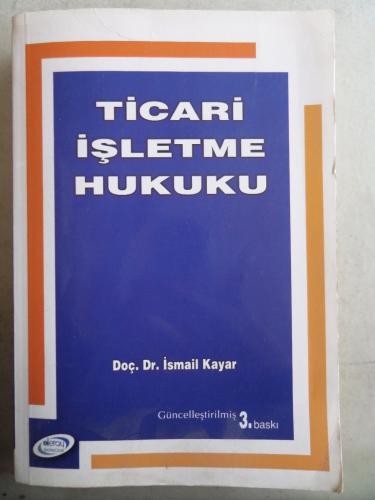 TİCARİ
İŞLETME
HUKUKU
Doç. Dr. İsmail Kayar
Güncelleştirilmiş 3. baskı